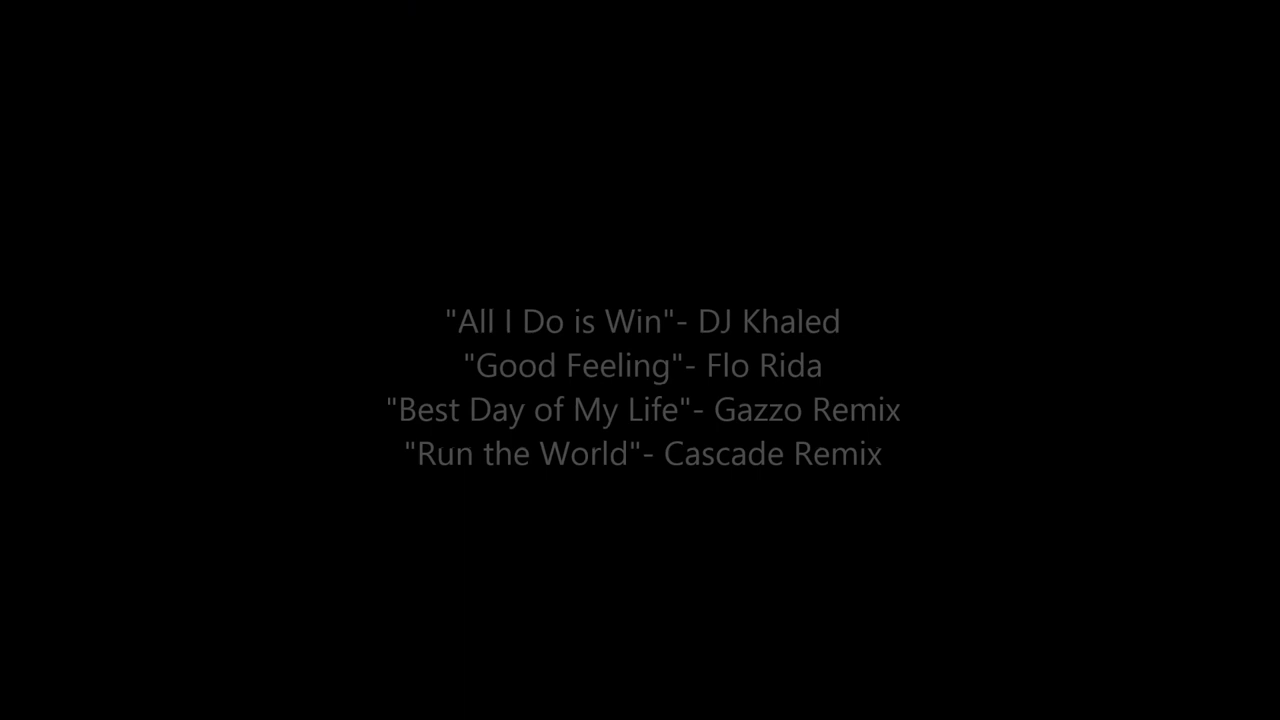 "All I Do is Win"- DJ Khaled
"Good Feeling"- Flo Rida
"Best Day of My Life"- Gazzo Remix
"Run the World"- Cascade Remix